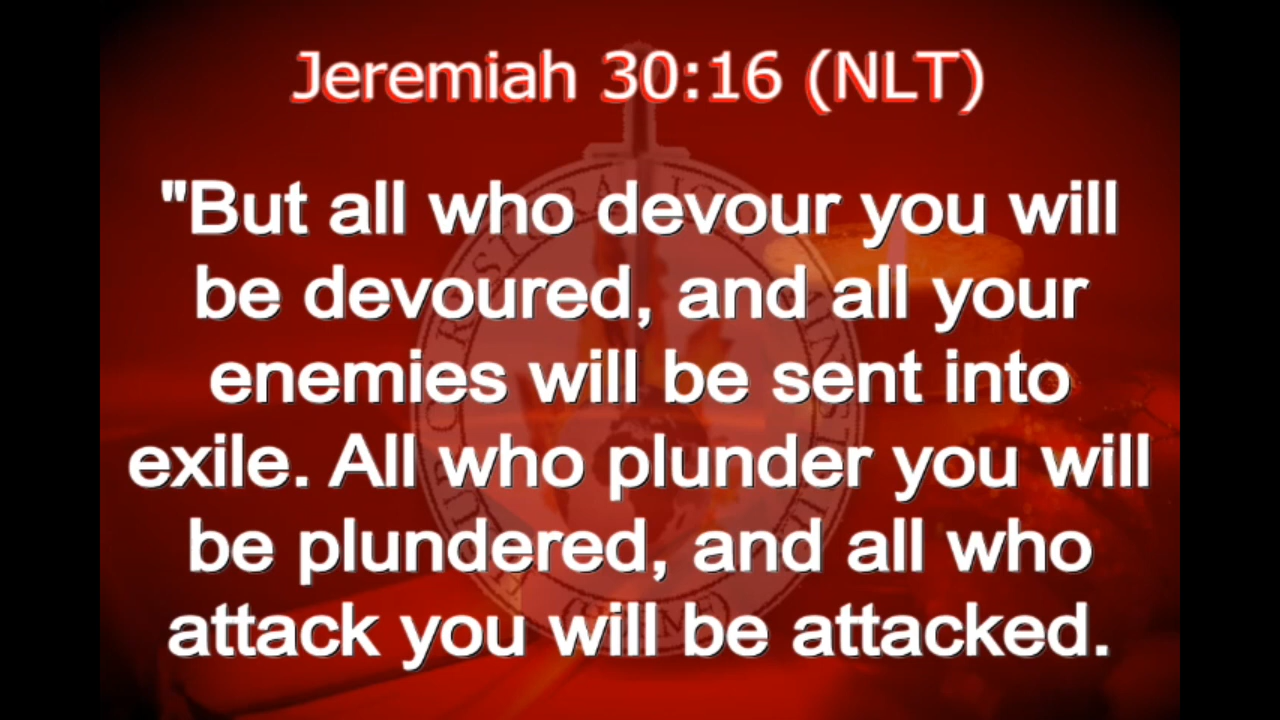 Jeremiah 30:16 (NLT)
"But all who devour you will
be devoured, and all your
enemies will be sent into
exile. All who plunder you will
be plundered, and all who
attack you will be attacked.